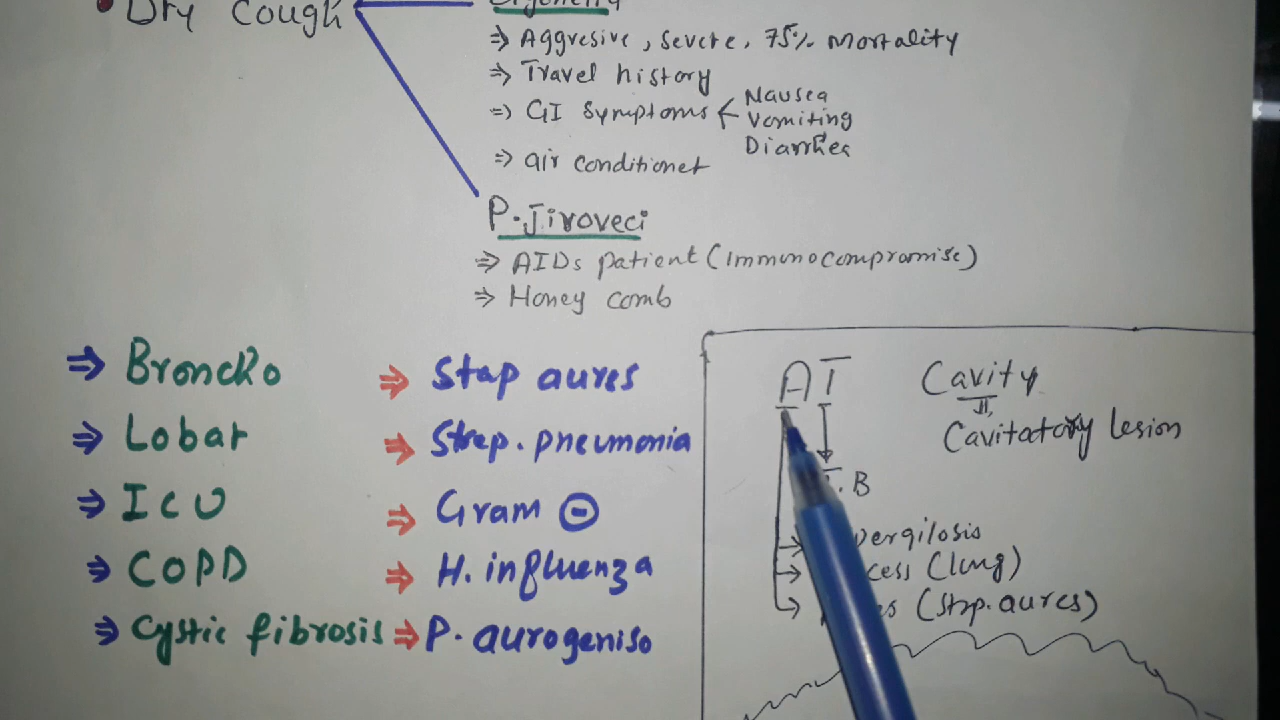 Dry Cough
⇒ Aggresive, severe, 75% mortality
⇒ Travel history
⇒ GI symptoms < Nausea
Vomiting
Diarrhea
⇒ air conditionet
P. Jiroveci
⇒ AIDs patient (Immunocompromise)
⇒ Honey comb
⇒ Broncko ⇒ Stap aures
⇒ Lobar ⇒ Strep. pneumonia
⇒ ICU ⇒ Gram ⊖
⇒ COPD ⇒ H. influenza
⇒ Cystic fibrosis ⇒ P. aurogeniso
AT Cavity
Cavitatory lesion
T.B
(lung)
(Stap. aures)